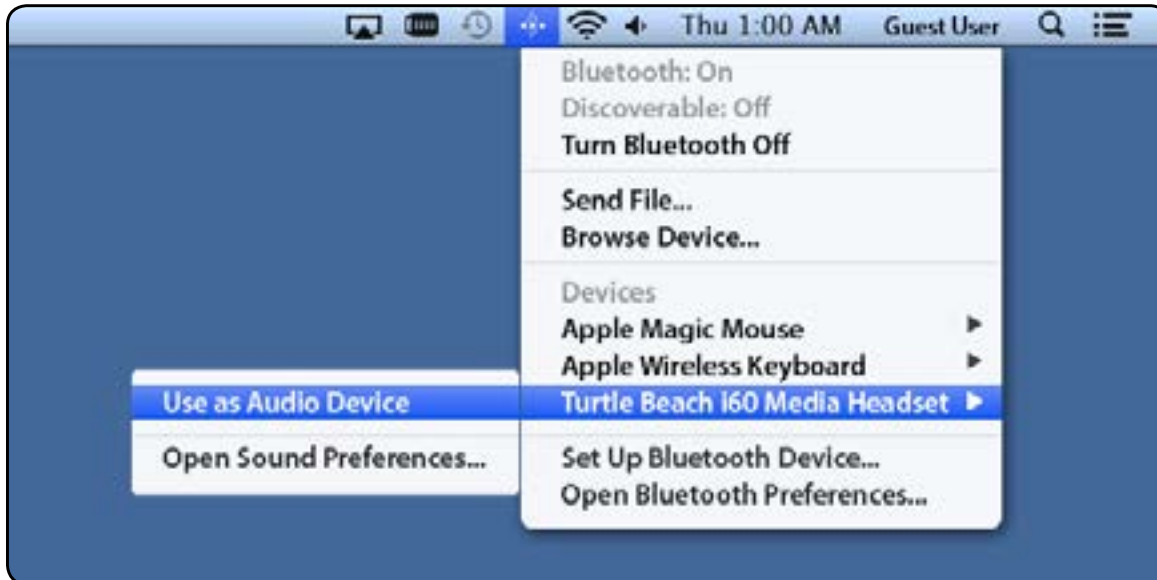 Thu 1:00 AM Guest User
Bluetooth: On
Discoverable: Off
Turn Bluetooth Off
Send File...
Browse Device...
Devices
Apple Magic Mouse
Apple Wireless Keyboard
Turtle Beach i60 Media Headset
Use as Audio Device
Open Sound Preferences...
Set Up Bluetooth Device...
Open Bluetooth Preferences...